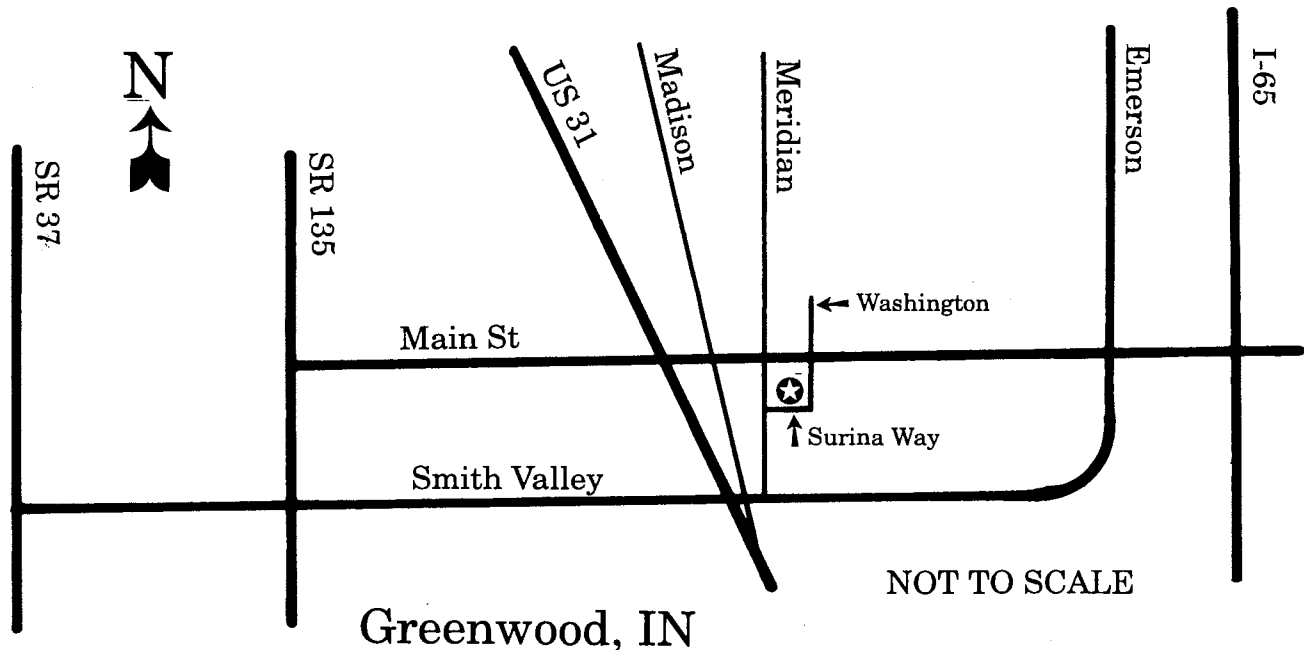 N
SR 37
SR 135
US 31
Madison
Meridian
Emerson
I-65
Washington
Main St
Surina Way
Smith Valley
NOT TO SCALE
Greenwood, IN